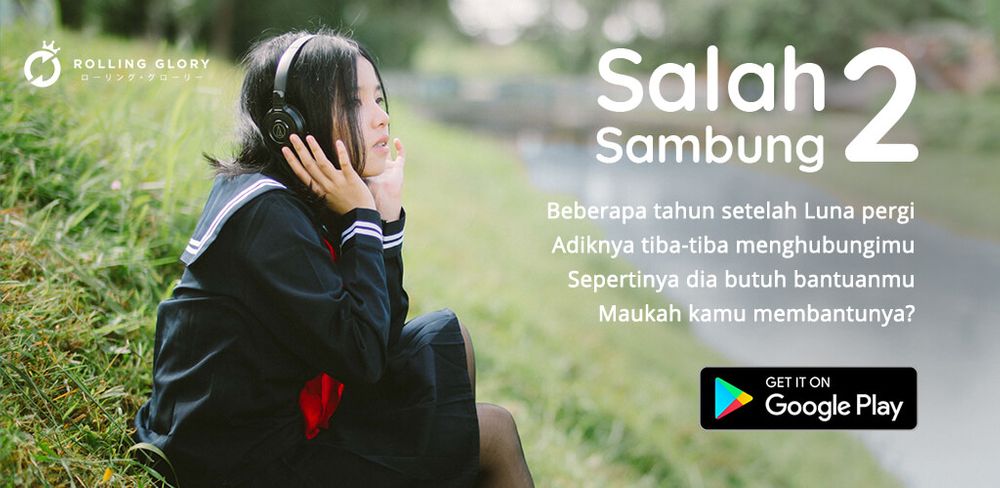 ROLLING GLORY
ローリング・グローリー
Salah
Sambung
2
Beberapa tahun setelah Luna pergi
Adiknya tiba-tiba menghubungimu
Sepertinya dia butuh bantuanmu
Maukah kamu membantunya?
GET IT ON
Google Play